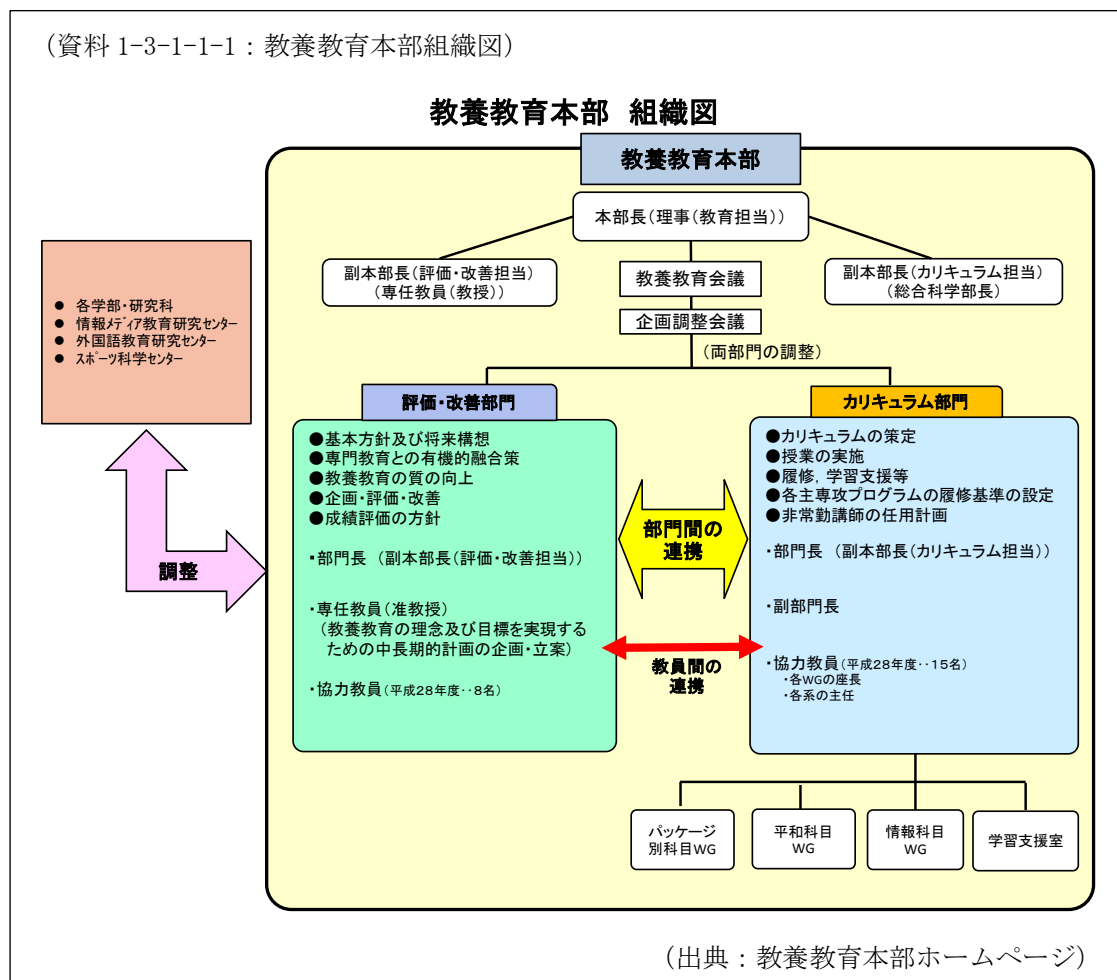 （資料 1-3-1-1-1：教養教育本部組織図）
教養教育本部 組織図
教養教育本部
本部長（理事（教育担当））
副本部長（評価・改善担当）
（専任教員（教授））
教養教育会議
副本部長（カリキュラム担当）
（総合科学部長）
企画調整会議
（両部門の調整）
● 各学部・研究科
● 情報ﾒﾃﾞｨｱ教育研究センター
● 外国語教育研究センター
● ｽﾎﾟｰﾂ科学センター
調整
評価・改善部門
●基本方針及び将来構想
●専門教育との有機的融合策
●教養教育の質の向上
●企画・評価・改善
●成績評価の方針
・部門長 （副本部長（評価・改善担当））
・専任教員（准教授）
（教養教育の理念及び目標を実現する
ための中長期的計画の企画・立案）
・協力教員（平成28年度‥8名）
部門間の
連携
教員間の
連携
カリキュラム部門
●カリキュラムの策定
●授業の実施
●履修，学習支援等
●各主専攻プログラムの履修基準の設定
●非常勤講師の任用計画
・部門長 （副本部長（カリキュラム担当））
・副部門長
・協力教員（平成28年度‥15名）
・各WGの座長
・各系の主任
パッケージ
別科目WG
平和科目
WG
情報科目
WG
学習支援室
（出典：教養教育本部ホームページ）